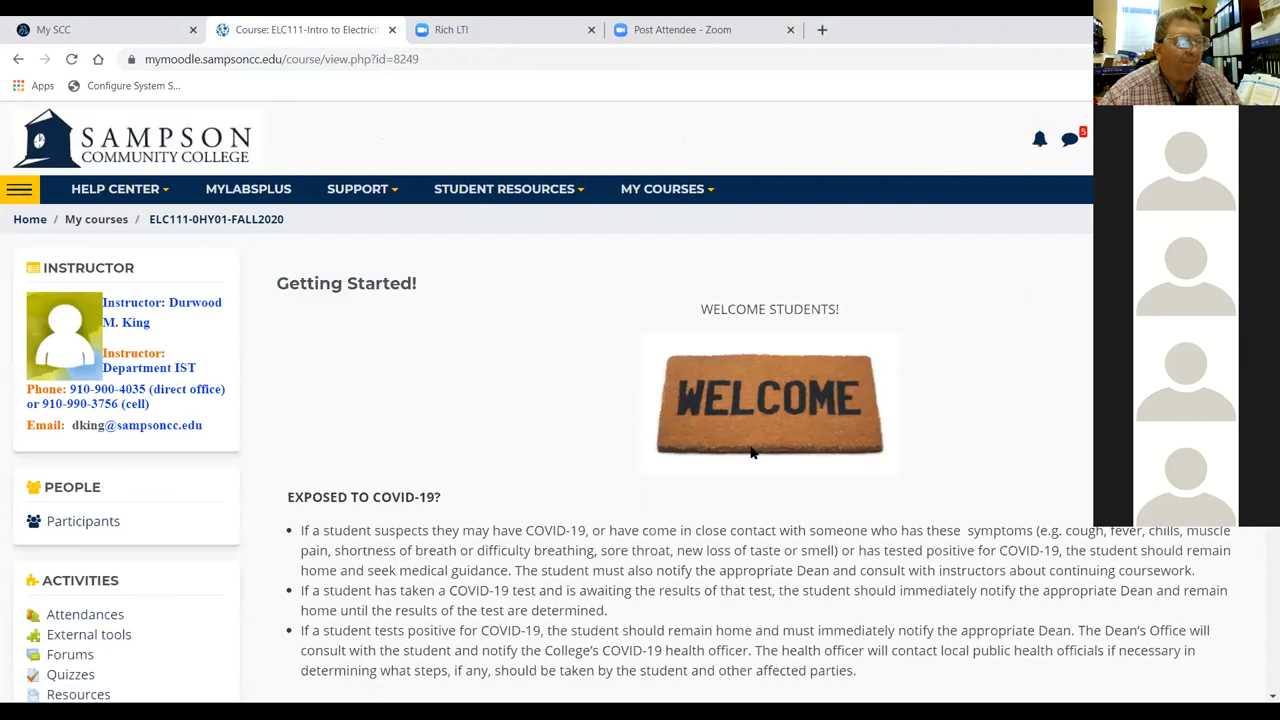 My SCC
Course: ELC111-Intro to Electricit
Rich LTI
Post Attendee - Zoom
mymoodle.sampsoncc.edu/course/view.php?id=8249
Apps
Configure System S...
SAMPSON
COMMUNITY COLLEGE
5
HELP CENTER
MYLABSPLUS
SUPPORT
STUDENT RESOURCES
MY COURSES
Home / My courses / ELC111-0HY01-FALL2020
INSTRUCTOR
Instructor: Durwood
M. King
Instructor:
Department IST
Phone: 910-900-4035 (direct office)
or 910-990-3756 (cell)
Email: dking@sampsoncc.edu
PEOPLE
Participants
ACTIVITIES
Attendances
External tools
Forums
Quizzes
Resources
Getting Started!
WELCOME STUDENTS!
WELCOME
EXPOSED TO COVID-19?
If a student suspects they may have COVID-19, or have come in close contact with someone who has these symptoms (e.g. cough, fever, chills, muscle
pain, shortness of breath or difficulty breathing, sore throat, new loss of taste or smell) or has tested positive for COVID-19, the student should remain
home and seek medical guidance. The student must also notify the appropriate Dean and consult with instructors about continuing coursework.
If a student has taken a COVID-19 test and is awaiting the results of that test, the student should immediately notify the appropriate Dean and remain
home until the results of the test are determined.
If a student tests positive for COVID-19, the student should remain home and must immediately notify the appropriate Dean. The Dean's Office will
consult with the student and notify the College's COVID-19 health officer. The health officer will contact local public health officials if necessary in
determining what steps, if any, should be taken by the student and other affected parties.